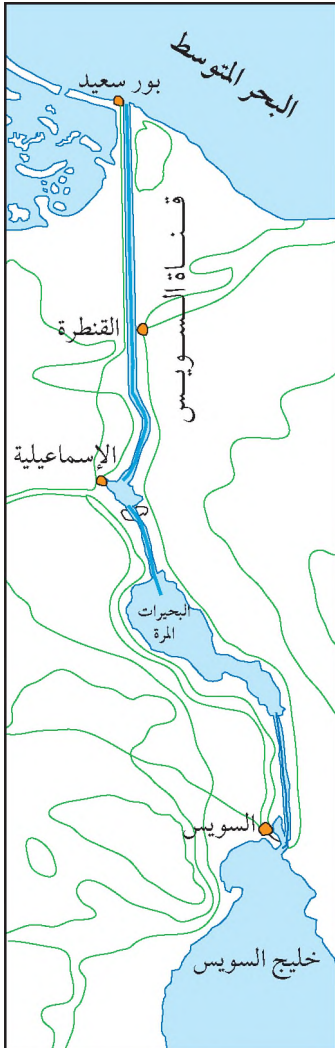 البحر المتوسط
بور سعيد
قناة السويس
القنطرة
الإسماعيلية
البحيرات
المرة
السويس
خليج السويس